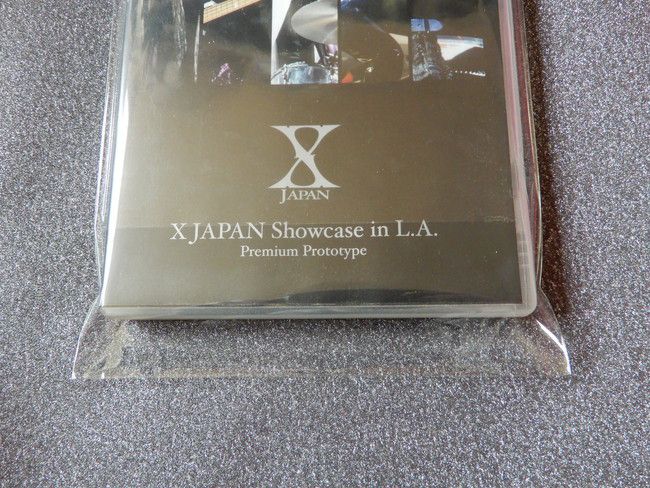 X
JAPAN
X JAPAN Showcase in L.A.
Premium Prototype